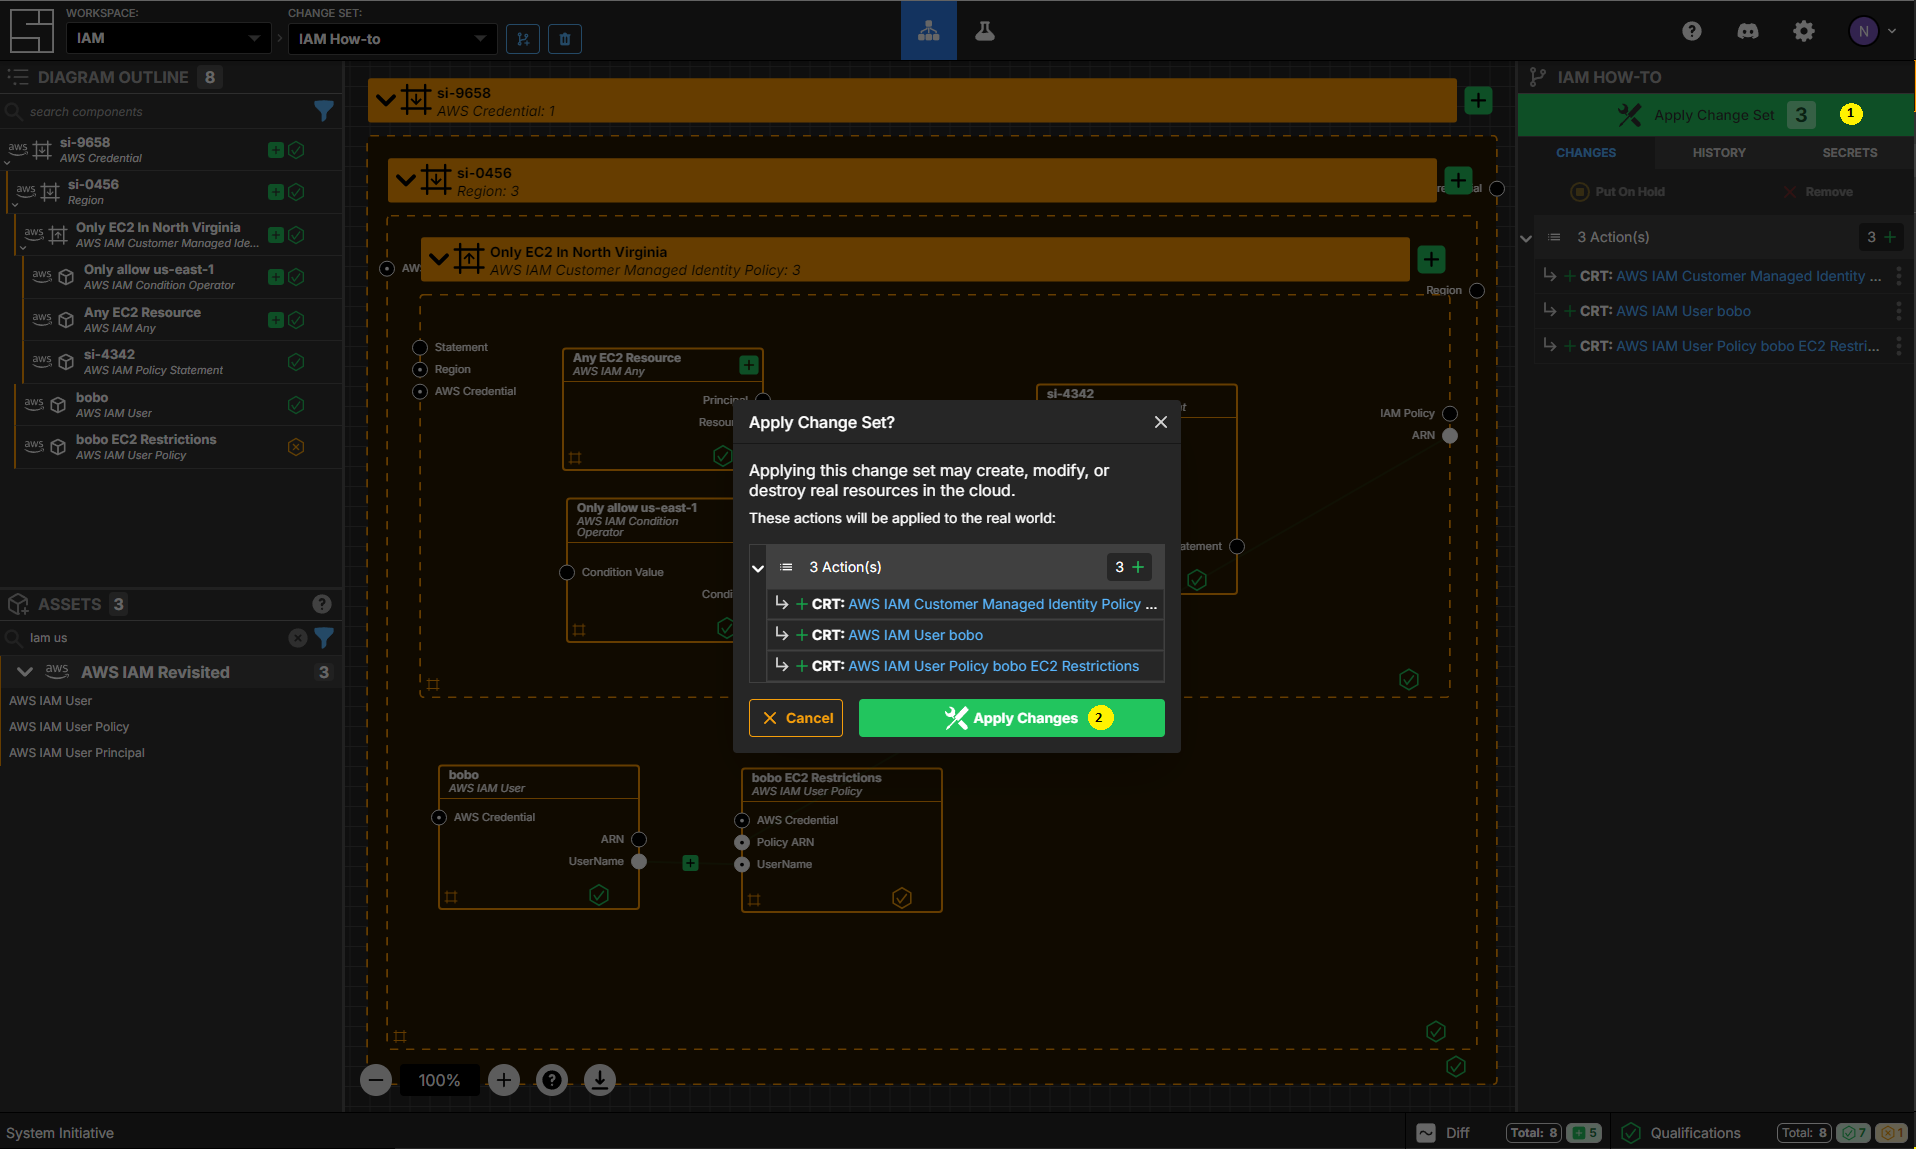 WORKSPACE:
IAM
CHANGE SET:
IAM How-to
N
DIAGRAM OUTLINE 8
search components
aws si-9658
AWS Credential
aws si-0456
Region
aws Only EC2 In North Virginia
AWS IAM Customer Managed Ide...
aws Only allow us-east-1
AWS IAM Condition Operator
aws Any EC2 Resource
AWS IAM Any
aws si-4342
AWS IAM Policy Statement
aws bobo
AWS IAM User
aws bobo EC2 Restrictions
AWS IAM User Policy
ASSETS 3
Iam us
aws AWS IAM Revisited 3
AWS IAM User
AWS IAM User Policy
AWS IAM User Principal
si-9658
AWS Credential: 1
si-0456
Region: 3
Only EC2 In North Virginia
AWS IAM Customer Managed Identity Policy: 3
Region
Statement
Region
AWS Credential
Any EC2 Resource
AWS IAM Any
Principal
Resou
Only allow us-east-1
AWS IAM Condition
Operator
Condition Value
Condi
si-4342
atement
IAM Policy
ARN
Apply Change Set?
Applying this change set may create, modify, or
destroy real resources in the cloud.
These actions will be applied to the real world:
3 Action(s) 3
CRT: AWS IAM Customer Managed Identity Policy ...
CRT: AWS IAM User bobo
CRT: AWS IAM User Policy bobo EC2 Restrictions
Cancel
Apply Changes 2
bobo
AWS IAM User
AWS Credential
ARN
UserName
bobo EC2 Restrictions
AWS IAM User Policy
AWS Credential
Policy ARN
UserName
100%
IAM HOW-TO
Apply Change Set 3 1
CHANGES HISTORY SECRETS
Put On Hold Remove
3 Action(s) 3
CRT: AWS IAM Customer Managed Identity ...
CRT: AWS IAM User bobo
CRT: AWS IAM User Policy bobo EC2 Restri...
System Initiative
Diff Total: 8 5
Qualifications Total: 8 7 1